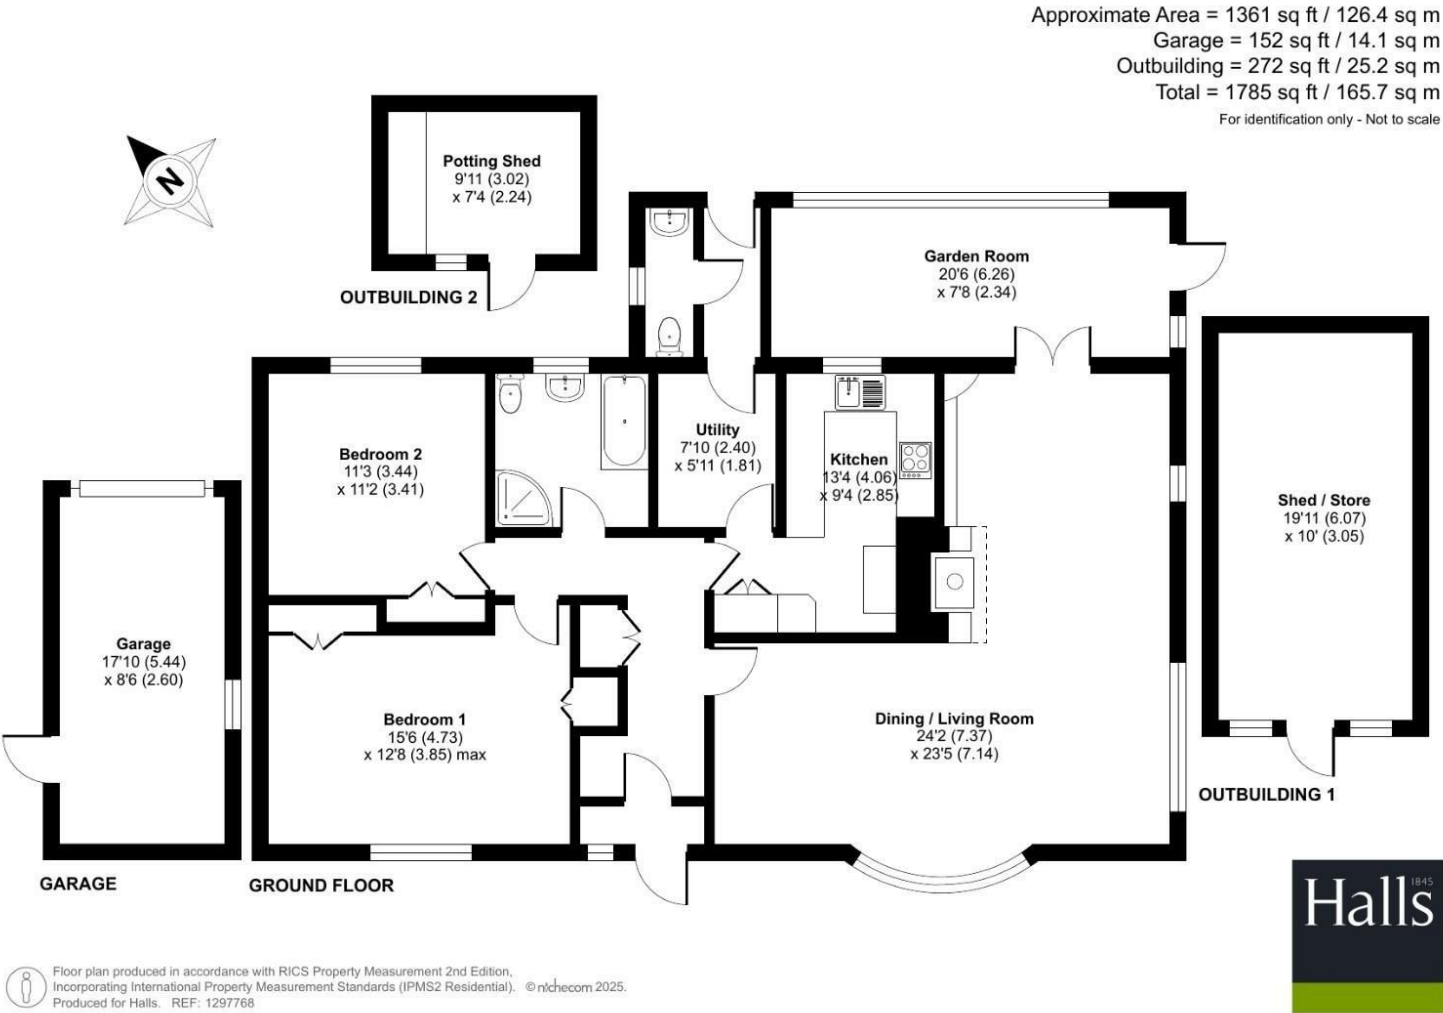 Approximate Area = 1361 sq ft / 126.4 sq m
Garage = 152 sq ft / 14.1 sq m
Outbuilding = 272 sq ft / 25.2 sq m
Total = 1785 sq ft / 165.7 sq m
For identification only - Not to scale
N
Potting Shed
9'11 (3.02)
x 7'4 (2.24)
OUTBUILDING 2
Garden Room
20'6 (6.26)
x 7'8 (2.34)
Bedroom 2
11'3 (3.44)
x 11'2 (3.41)
Utility
7'10 (2.40)
x 5'11 (1.81)
Kitchen
13'4 (4.06)
x 9'4 (2.85)
Shed / Store
19'11 (6.07)
x 10' (3.05)
Garage
17'10 (5.44)
x 8'6 (2.60)
Bedroom 1
15'6 (4.73)
x 12'8 (3.85) max
Dining / Living Room
24'2 (7.37)
x 23'5 (7.14)
OUTBUILDING 1
GARAGE
GROUND FLOOR
Halls 1845
Floor plan produced in accordance with RICS Property Measurement 2nd Edition,
Incorporating International Property Measurement Standards (IPMS2 Residential). © nichecom 2025.
Produced for Halls. REF: 1297768